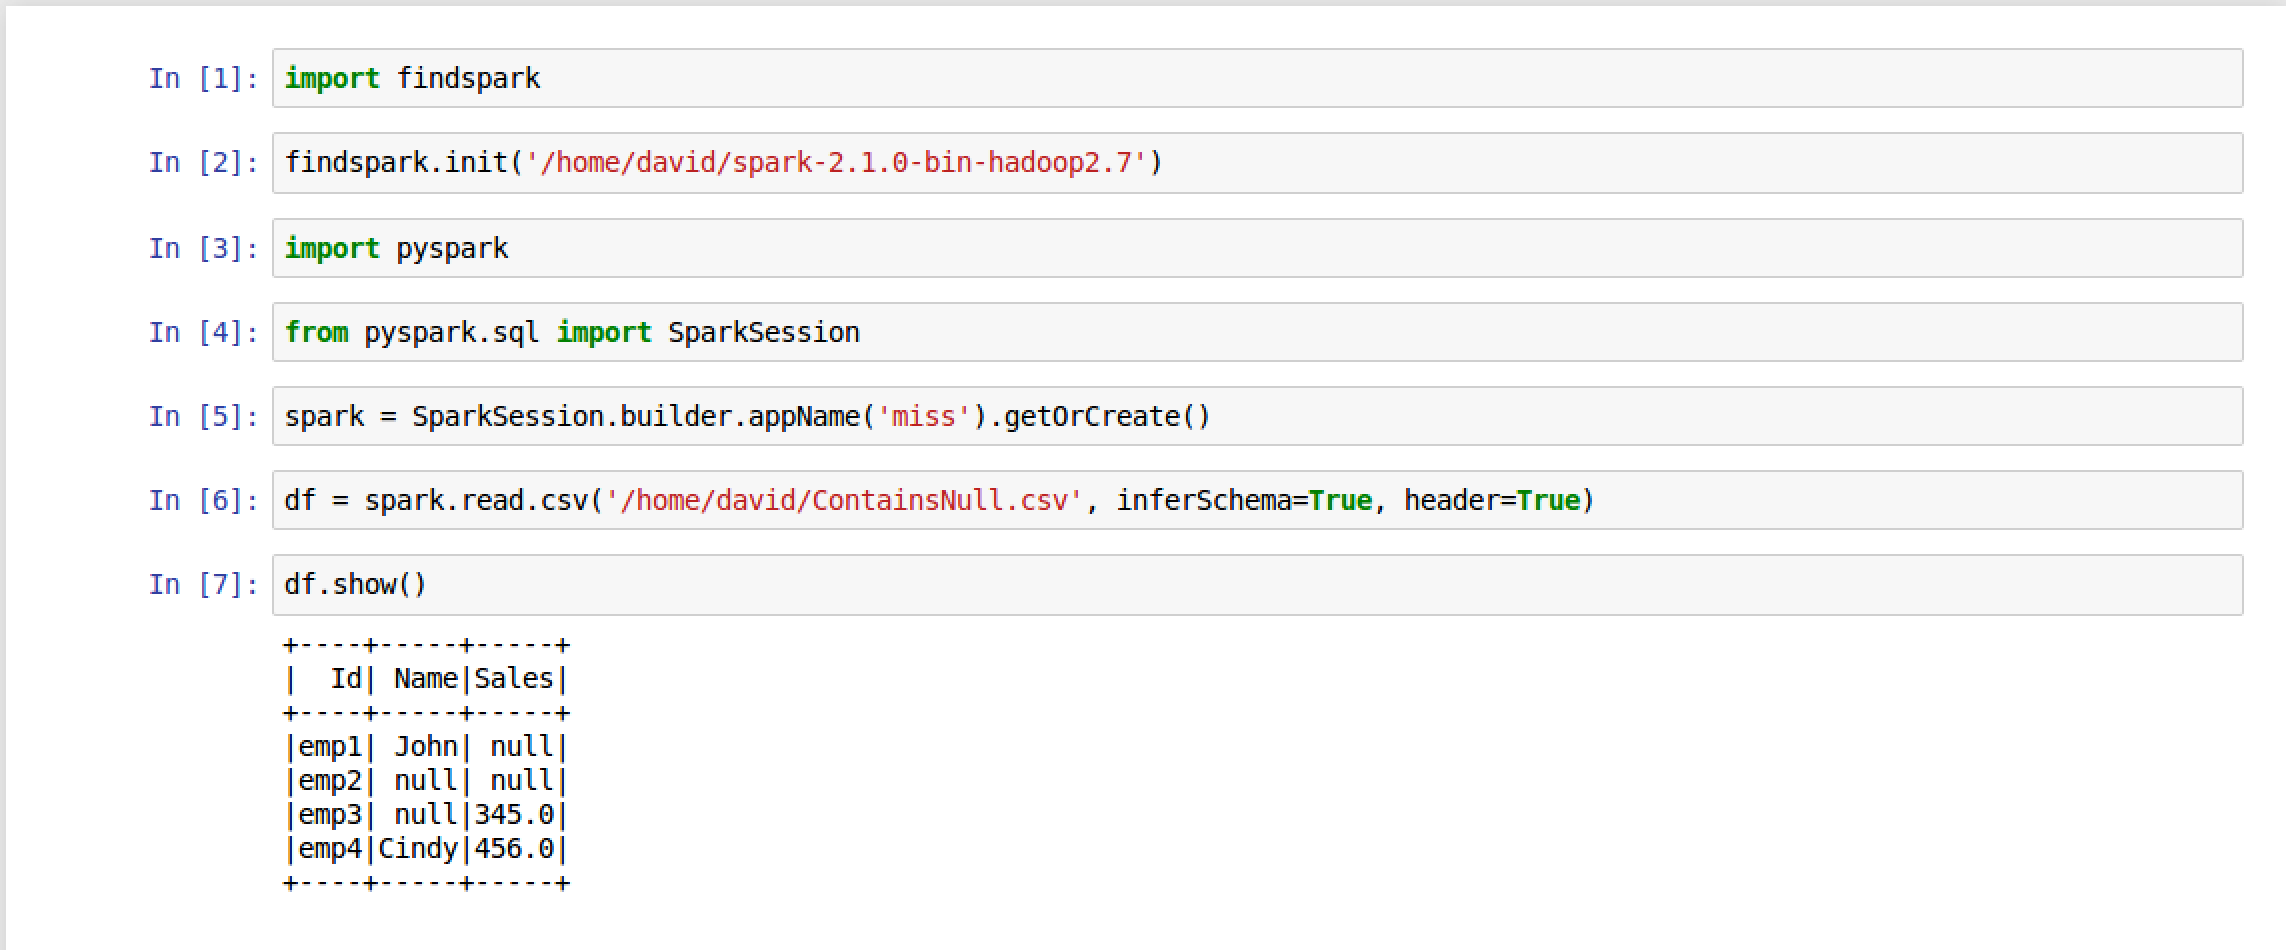 In [1]: import findspark
In [2]: findspark.init('/home/david/spark-2.1.0-bin-hadoop2.7')
In [3]: import pyspark
In [4]: from pyspark.sql import SparkSession
In [5]: spark = SparkSession.builder.appName('miss').getOrCreate()
In [6]: df = spark.read.csv('/home/david/ContainsNull.csv', inferSchema=True, header=True)
In [7]: df.show()
+----+-----+-----+
|  Id| Name|Sales|
+----+-----+-----+
|emp1| John| null|
|emp2| null| null|
|emp3| null|345.0|
|emp4|Cindy|456.0|
+----+-----+-----+